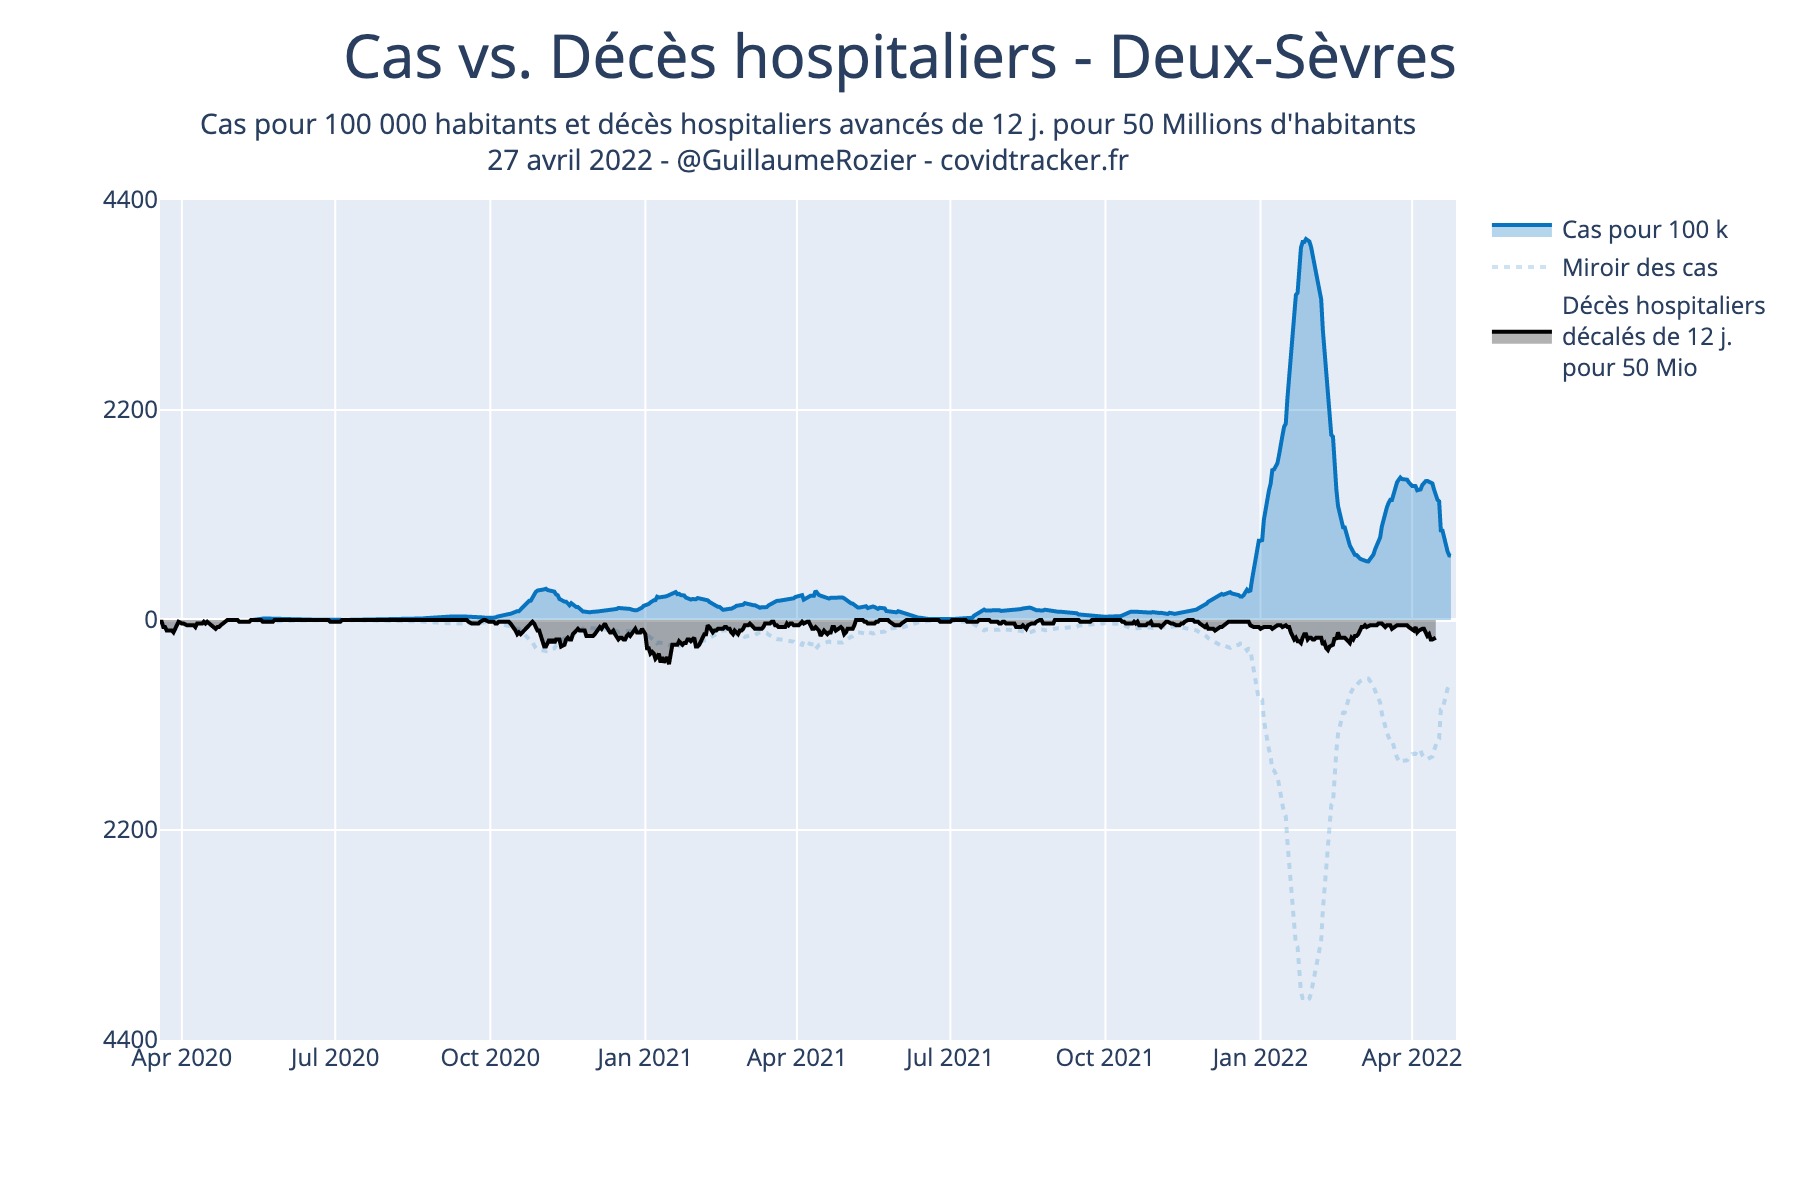 Cas vs. Décès hospitaliers - Deux-Sèvres
Cas pour 100 000 habitants et décès hospitaliers avancés de 12 j. pour 50 Millions d'habitants
27 avril 2022 - @GuillaumeRozier - covidtracker.fr
4400
2200
0
2200
4400
Apr 2020
Jul 2020
Oct 2020
Jan 2021
Apr 2021
Jul 2021
Oct 2021
Jan 2022
Apr 2022
Cas pour 100 k
Miroir des cas
Décès hospitaliers
décalés de 12 j.
pour 50 Mio